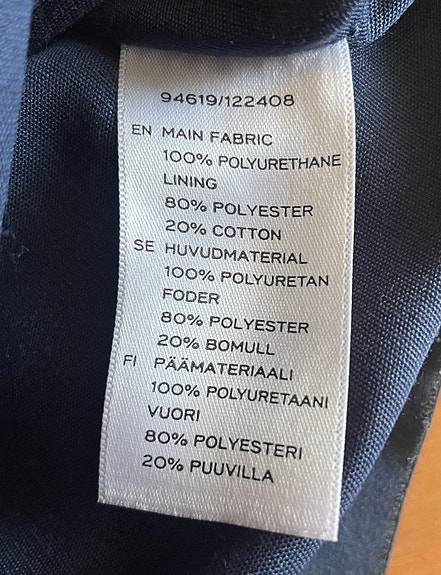 94619/122408
EN MAIN FABRIC
100% POLYURETHANE
LINING
80% POLYESTER
20% COTTON
SE HUVUDMATERIAL
100% POLYURETAN
FODER
80% POLYESTER
20% BOMULL
FI PÄÄMATERIAALI
100% POLYURETAANI
VUORI
80% POLYESTERI
20% PUUVILLA